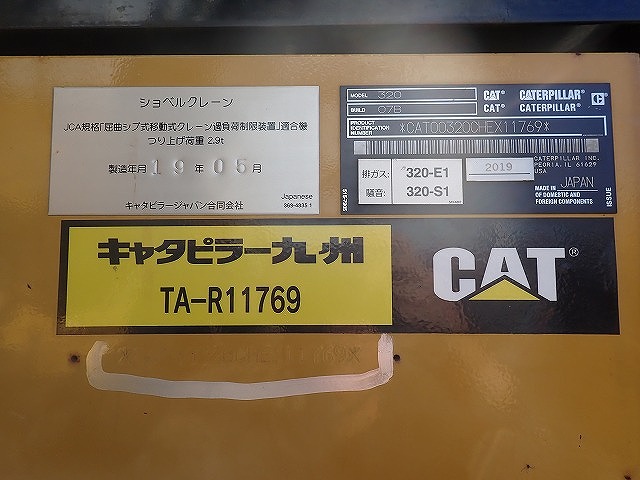 ショベルクレーン
JCA規格「屈曲ジブ式移動式クレーン過負荷制限装置」適合機
つり上げ荷重 2.9t
製造年月 19年05月
Japanese
キャタピラージャパン合同会社
369-4835 1
MODEL 320 CAT® CATERPILLAR®
BUILD 07B CAT® CATERPILLAR®
PRODUCT IDENTIFICATION NUMBER *CAT00320CHEX11769*
排ガス: 320-E1
騒音: 320-S1
2019
CATERPILLAR INC.
PEORIA, IL 61629
USA
MADE IN JAPAN
OF DOMESTIC AND
FOREIGN COMPONENTS
ISSUE
キャタピラー九州
TA-R11769
CAT®
HEX11769*